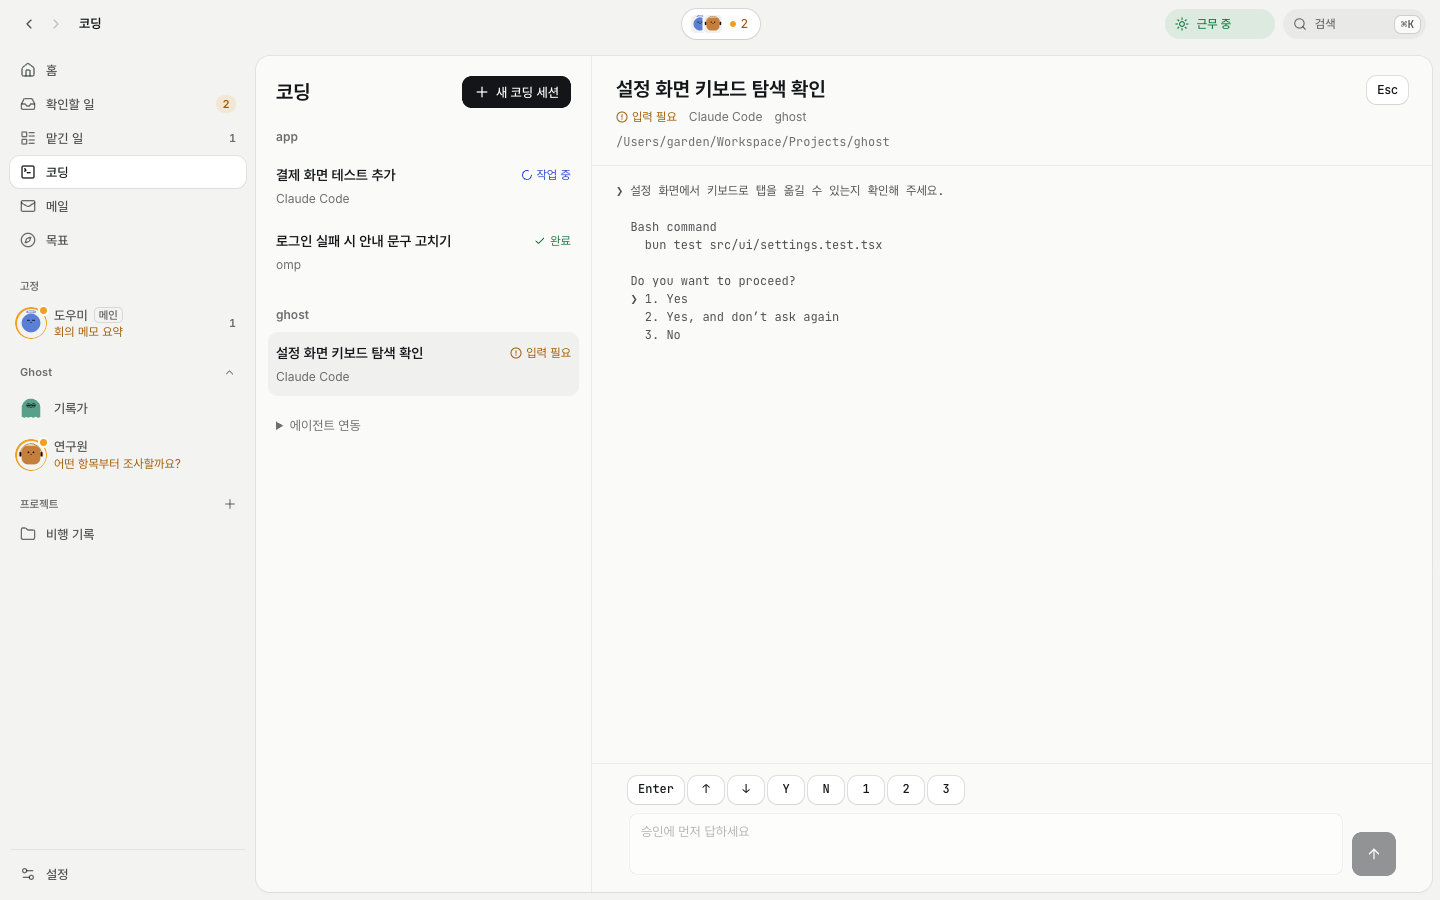 코딩
2
근무 중
검색
⌘K
홈
확인할 일
2
맡긴 일
1
코딩
메일
목표
고정
도우미 메인
회의 메모 요약
1
Ghost
기록가
연구원
어떤 항목부터 조사할까요?
프로젝트
비행 기록
설정
코딩
새 코딩 세션
app
결제 화면 테스트 추가
작업 중
Claude Code
로그인 실패 시 안내 문구 고치기
완료
omp
ghost
설정 화면 키보드 탐색 확인
입력 필요
Claude Code
에이전트 연동
설정 화면 키보드 탐색 확인
Esc
입력 필요 Claude Code ghost
/Users/garden/Workspace/Projects/ghost
❯ 설정 화면에서 키보드로 탭을 옮길 수 있는지 확인해 주세요.
Bash command
bun test src/ui/settings.test.tsx
Do you want to proceed?
❯ 1. Yes
2. Yes, and don’t ask again
3. No
Enter ↑ ↓ Y N 1 2 3
승인에 먼저 답하세요